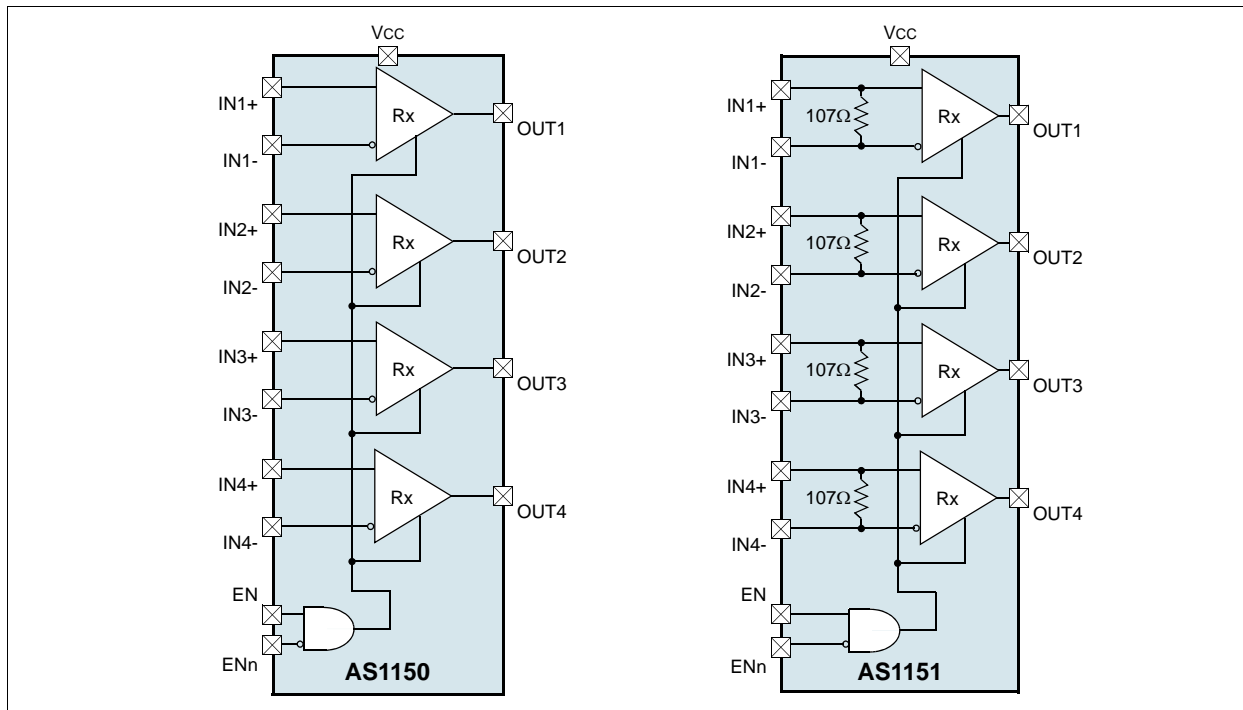 VCC
IN1+
Rx
OUT1
IN1-
IN2+
Rx
OUT2
IN2-
IN3+
Rx
OUT3
IN3-
IN4+
Rx
OUT4
IN4-
EN
ENn
AS1150
VCC
IN1+
107Ω
Rx
OUT1
IN1-
IN2+
107Ω
Rx
OUT2
IN2-
IN3+
107Ω
Rx
OUT3
IN3-
IN4+
107Ω
Rx
OUT4
IN4-
EN
ENn
AS1151